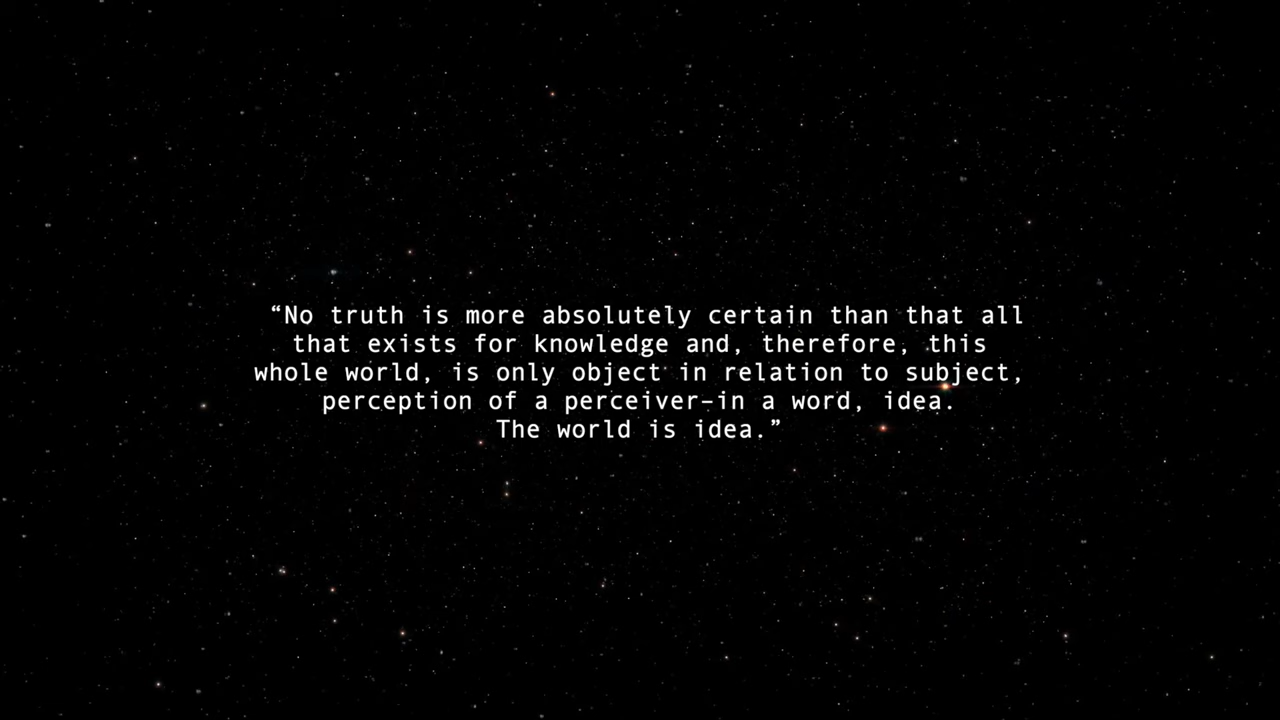 “No truth is more absolutely certain than that all
that exists for knowledge and, therefore, this
whole world, is only object in relation to subject,
perception of a perceiver–in a word, idea.
The world is idea.”